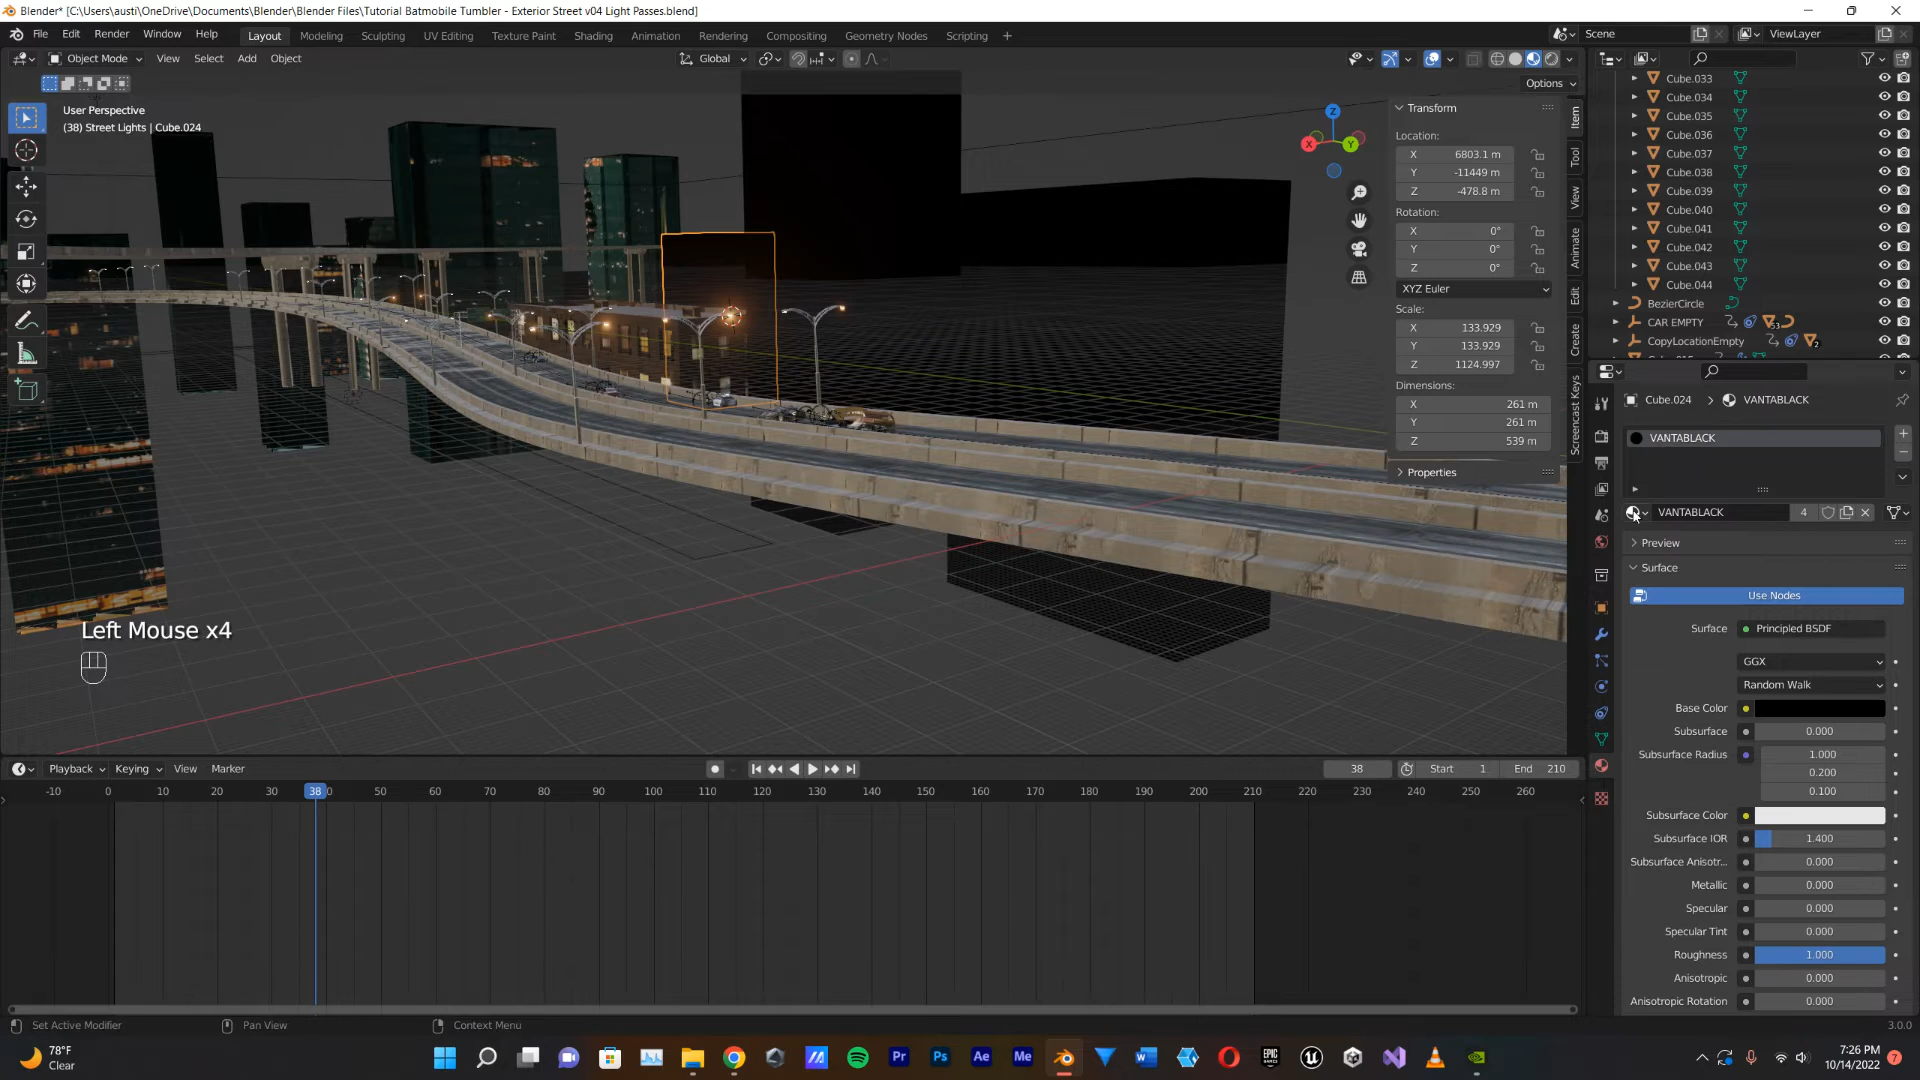 Blender* [C:\Users\austi\OneDrive\Documents\Blender\Blender Files\Tutorial Batmobile Tumbler - Exterior Street v04 Light Passes.blend]
File Edit Render Window Help Layout Modeling Sculpting UV Editing Texture Paint Shading Animation Rendering Compositing Geometry Nodes Scripting + Scene ViewLayer
Object Mode View Select Add Object Global
Options
User Perspective
(38) Street Lights | Cube.024
Z
X
Y
Transform
Location:
X 6803.1 m
Y -11449 m
Z -478.8 m
Rotation:
X 0°
Y 0°
Z 0°
XYZ Euler
Scale:
X 133.929
Y 133.929
Z 1124.997
Dimensions:
X 261 m
Y 261 m
Z 539 m
Properties
Item
Tool
View
Animate
Edit
Create
Screencast Keys
Cube.033
Cube.034
Cube.035
Cube.036
Cube.037
Cube.038
Cube.039
Cube.040
Cube.041
Cube.042
Cube.043
Cube.044
BezierCircle
CAR EMPTY 53
CopyLocationEmpty 2
Cube.024 > VANTABLACK
VANTABLACK
VANTABLACK 4
Preview
Surface
Use Nodes
Surface Principled BSDF
GGX
Random Walk
Base Color
Subsurface 0.000
Subsurface Radius 1.000
0.200
0.100
Subsurface Color
Subsurface IOR 1.400
Subsurface Anisotr... 0.000
Metallic 0.000
Specular 0.000
Specular Tint 0.000
Roughness 1.000
Anisotropic 0.000
Anisotropic Rotation 0.000
Left Mouse x4
Playback Keying View Marker 38 Start 1 End 210
-10 0 10 20 30 38 0 50 60 70 80 90 100 110 120 130 140 150 160 170 180 190 200 210 220 230 240 250 260
Set Active Modifier Pan View Context Menu 3.0.0
78°F
Clear
Pr Ps Ae Me
W
EPIC
GAMES
7:26 PM
10/14/2022
7